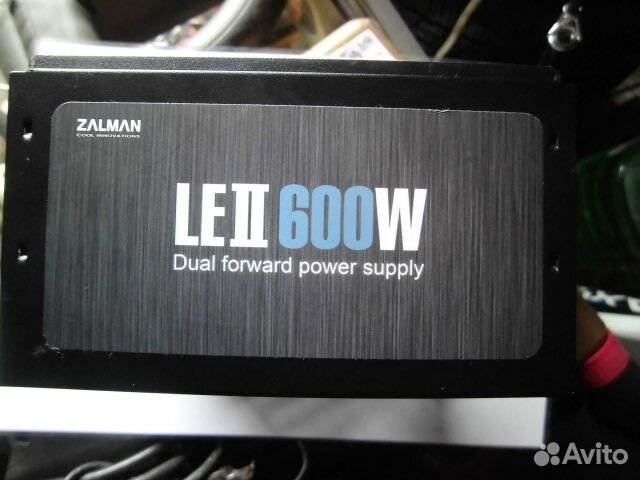 ZALMAN
COOL INNOVATIONS
LEII 600W
Dual forward power supply
Avito